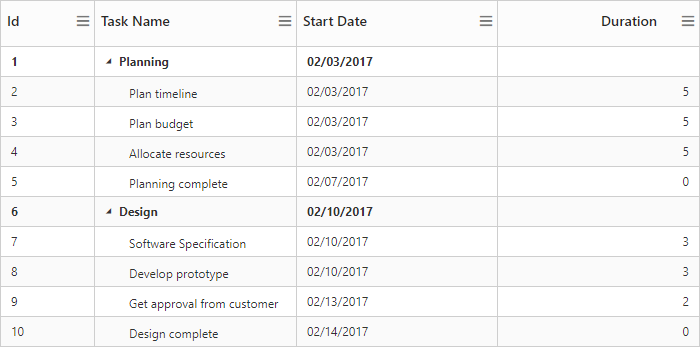 Id Task Name Start Date Duration
1 Planning 02/03/2017
2 Plan timeline 02/03/2017 5
3 Plan budget 02/03/2017 5
4 Allocate resources 02/03/2017 5
5 Planning complete 02/07/2017 0
6 Design 02/10/2017
7 Software Specification 02/10/2017 3
8 Develop prototype 02/10/2017 3
9 Get approval from customer 02/13/2017 2
10 Design complete 02/14/2017 0